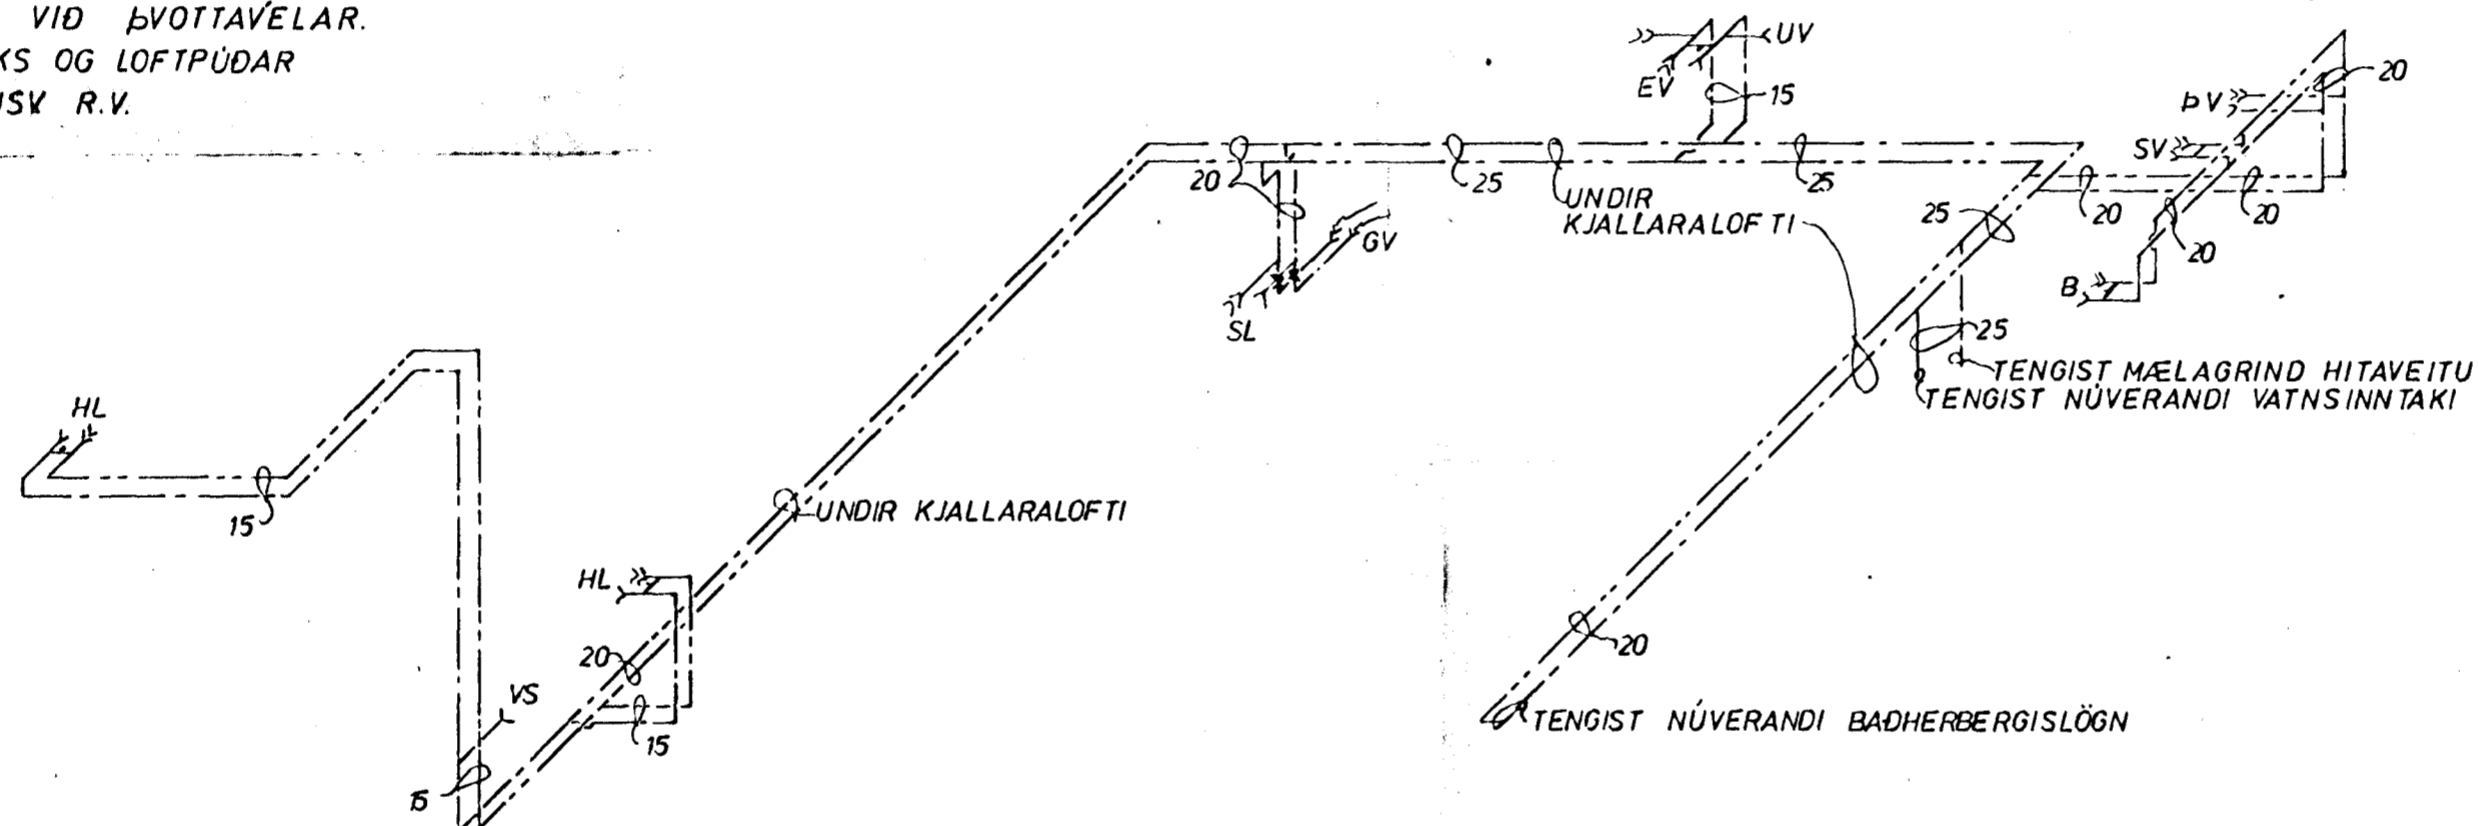 VIÐ ÞVOTTAVÉLAR.
KS OG LOFTPÚÐAR
R.V.
UV
EV
15
20
ÞV
SV
20
25
25
20
20
20
25
B
UNDIR
KJALLARALOFTI
GV
SL
25
TENGIST MÆLAGRIND HITAVEITU
TENGIST NÚVERANDI VATNSINNTAKI
HL
15
UNDIR KJALLARALOFTI
HL
20
20
VS
15
TENGIST NÚVERANDI BAÐHERBERGISLÖGN
15